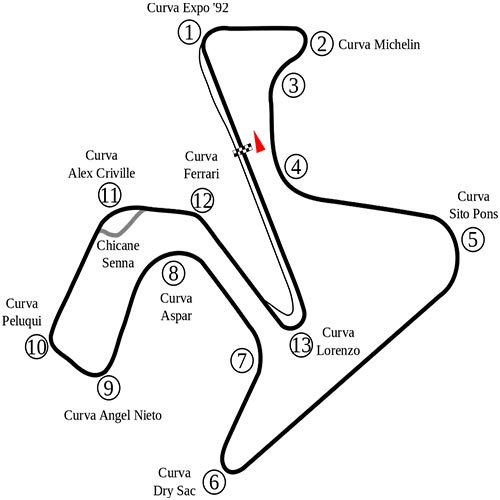 Curva Expo '92
1
2
Curva Michelin
3
4
Curva
Alex Criville
11
Curva
Ferrari
12
Curva
Sito Pons
5
Chicane
Senna
8
Curva
Aspar
Curva
Peluqui
10
13
Curva
Lorenzo
7
9
Curva Angel Nieto
Curva
Dry Sac
6